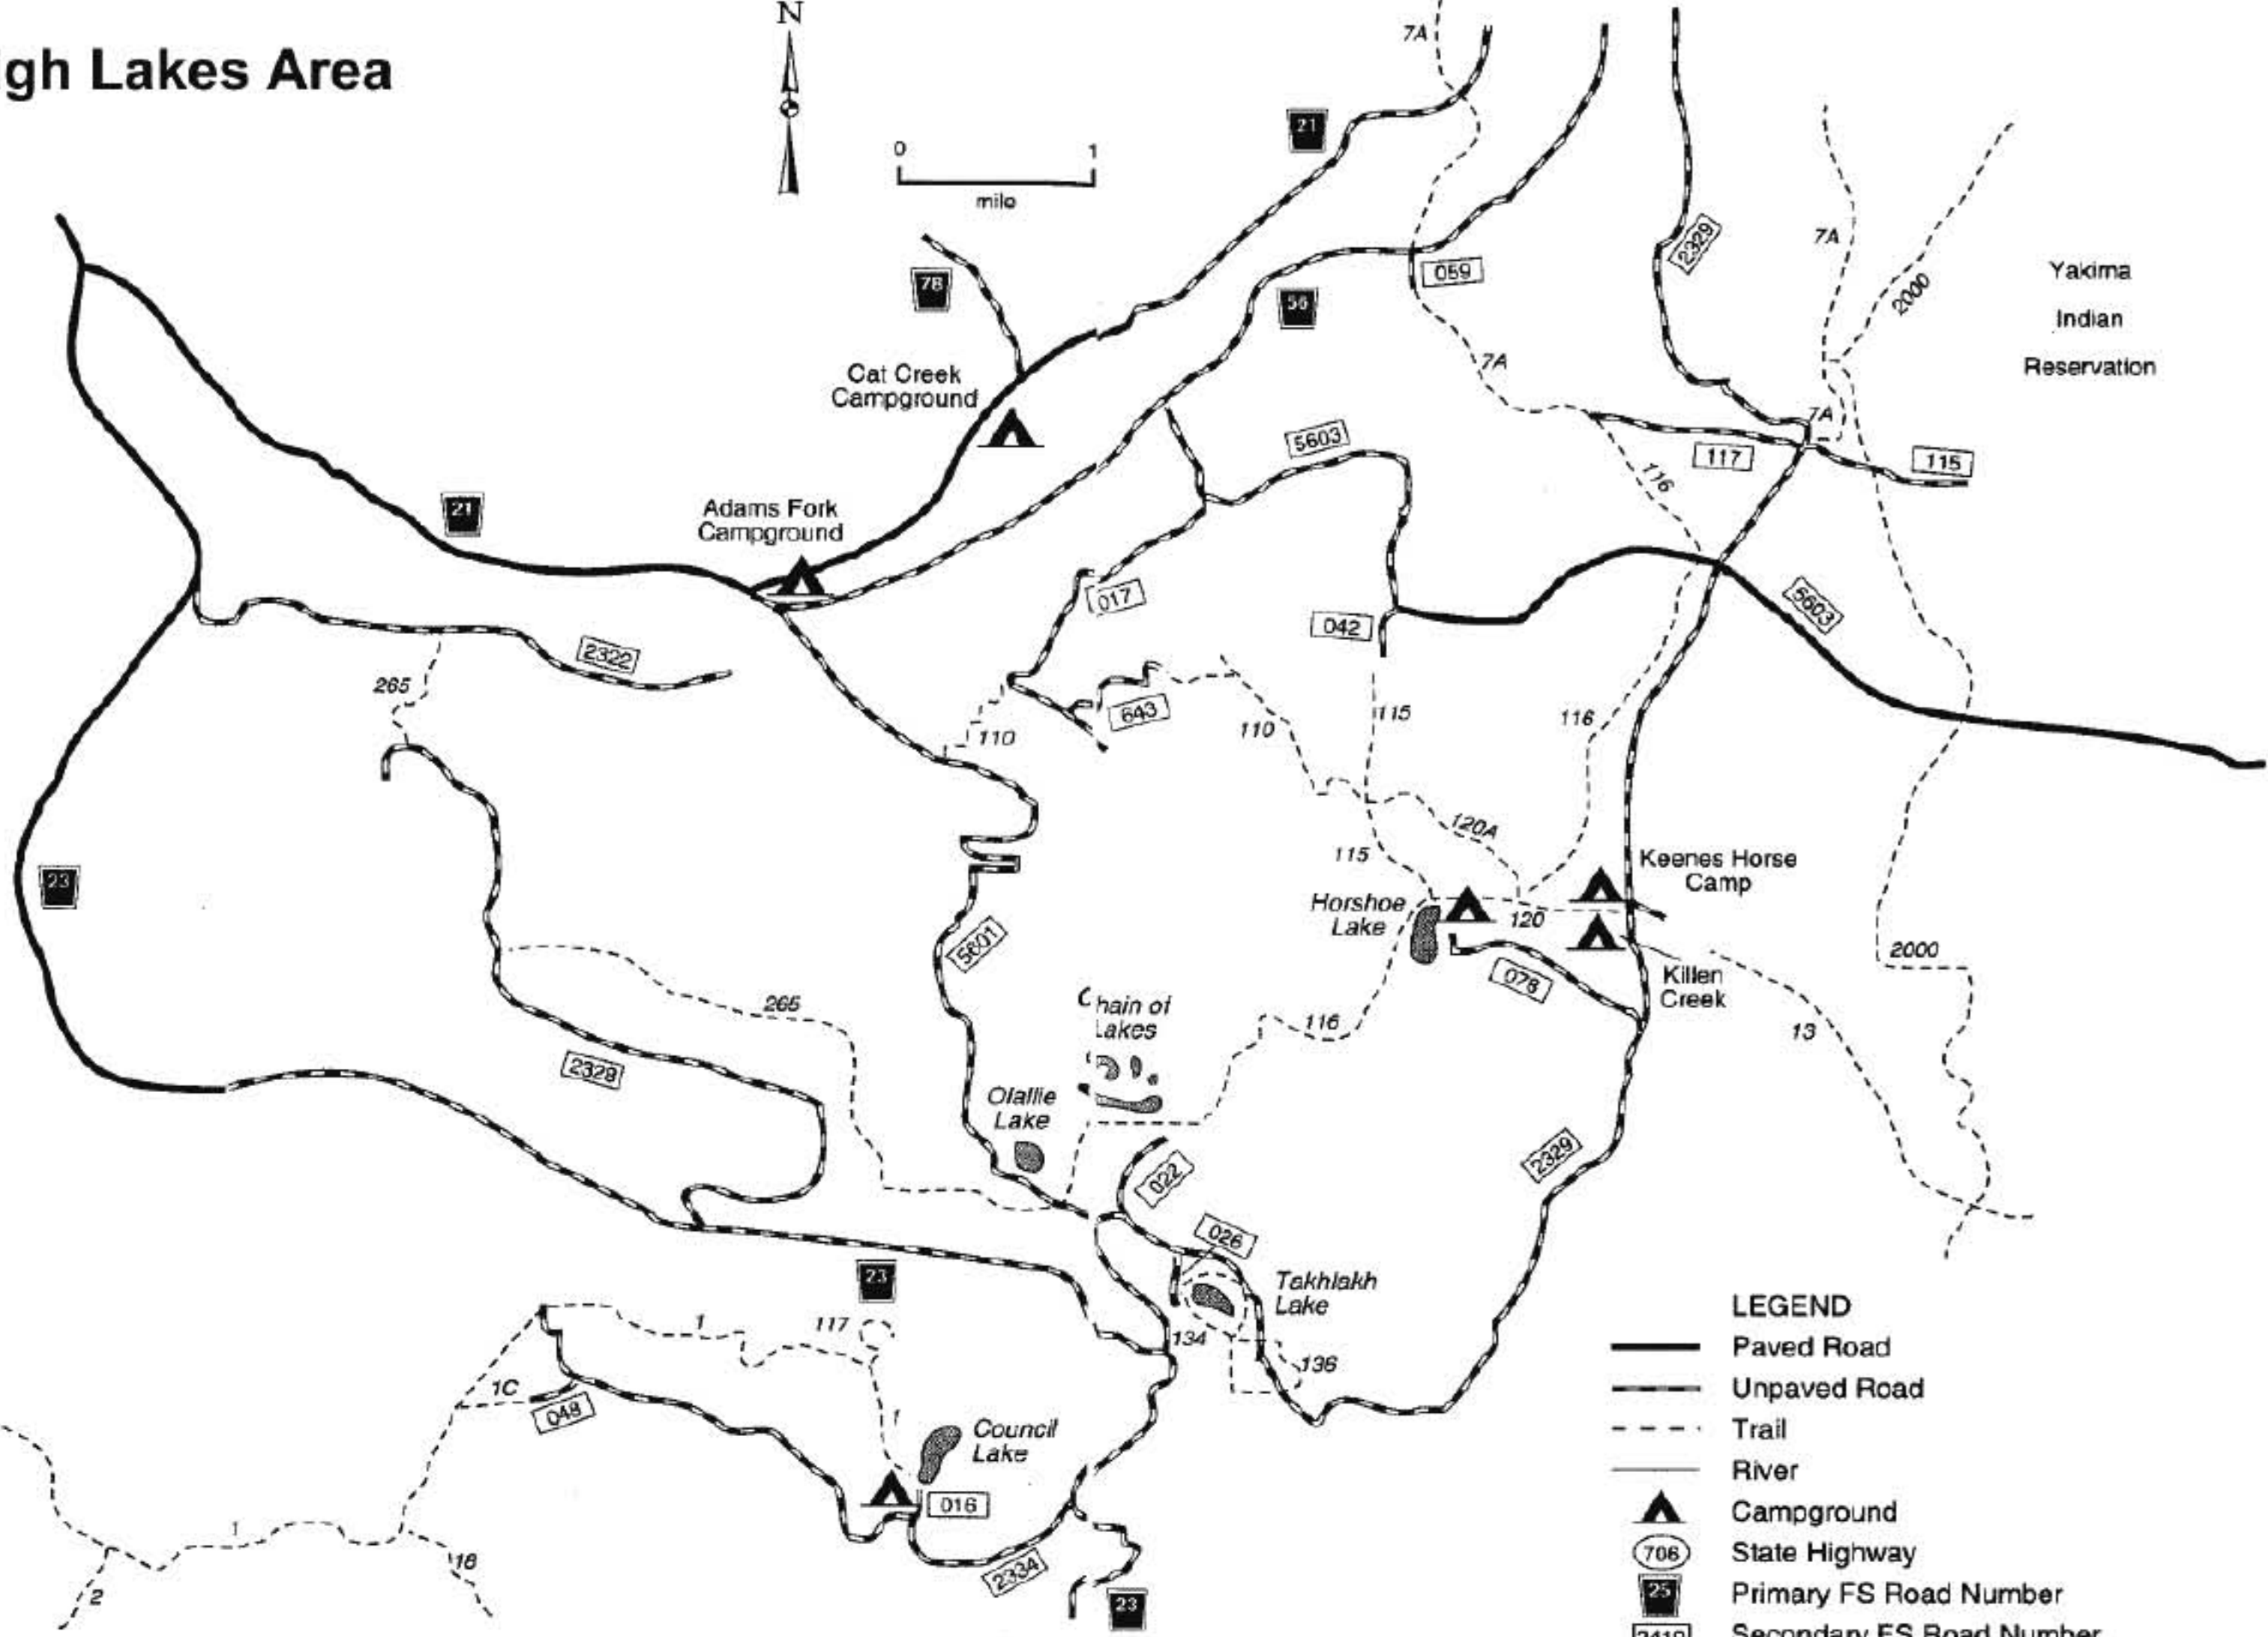 gh Lakes Area
N
0 1
mile
7A
21
2329
7A
2000
Yakima
Indian
Reservation
059
78
56
7A
Cat Creek
Campground
7A
5603
117
115
116
21
Adams Fork
Campground
017
042
5603
2322
265
643
110
110
115
116
120A
115
Keenes Horse
Camp
23
Horshoe
Lake
120
5601
078
Killen
Creek
2000
265
Chain of
Lakes
116
13
2328
Olallie
Lake
022
2329
026
23
Takhlakh
Lake
1
117
134
136
1C
048
1
Council
Lake
016
1
18
2
2334
23
LEGEND
Paved Road
Unpaved Road
Trail
River
Campground
706 State Highway
25 Primary FS Road Number
Secondary FS Road Number